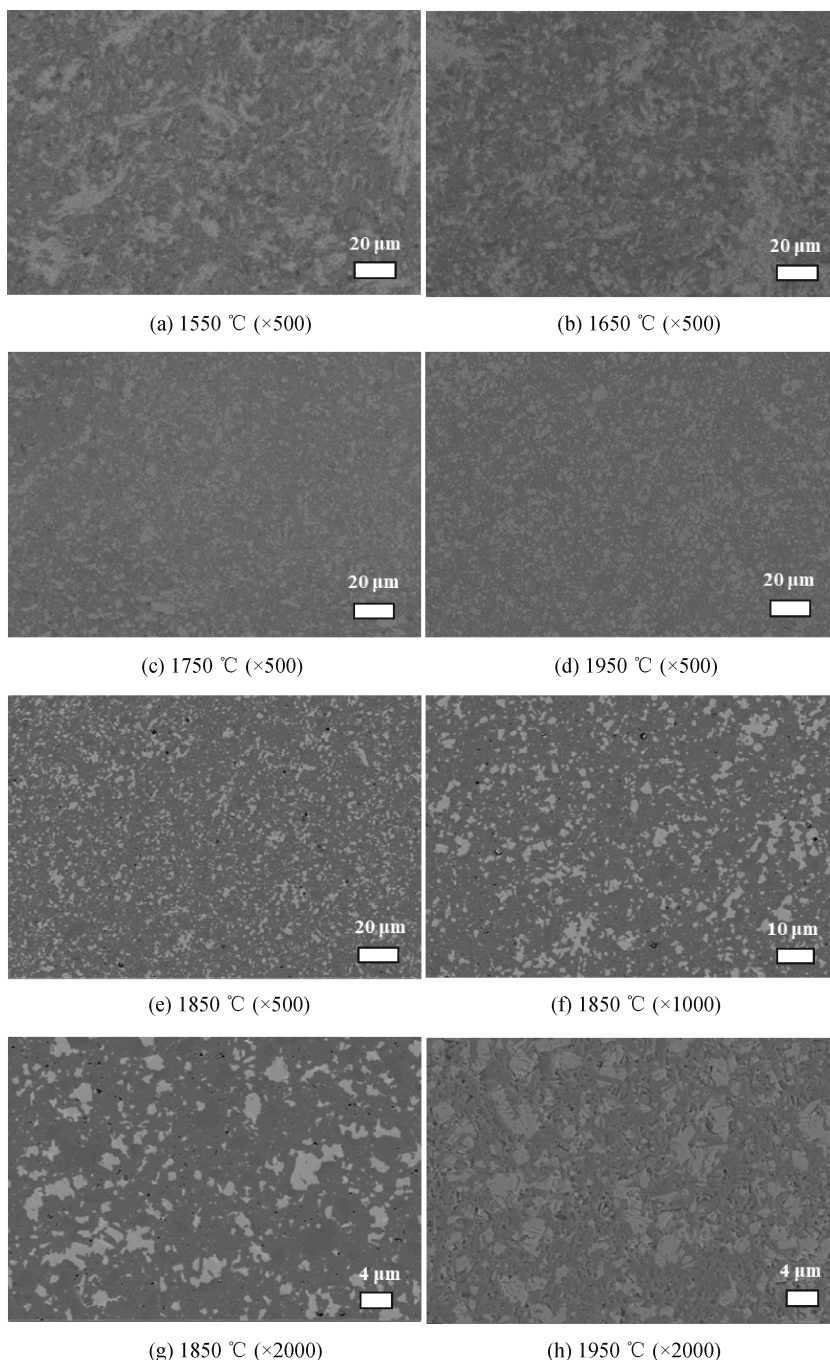 20 μm
20 μm
(a) 1550 ℃ (×500)
(b) 1650 ℃ (×500)
20 μm
20 μm
(c) 1750 ℃ (×500)
(d) 1950 ℃ (×500)
20 μm
10 μm
(e) 1850 ℃ (×500)
(f) 1850 ℃ (×1000)
4 μm
4 μm
(g) 1850 ℃ (×2000)
(h) 1950 ℃ (×2000)